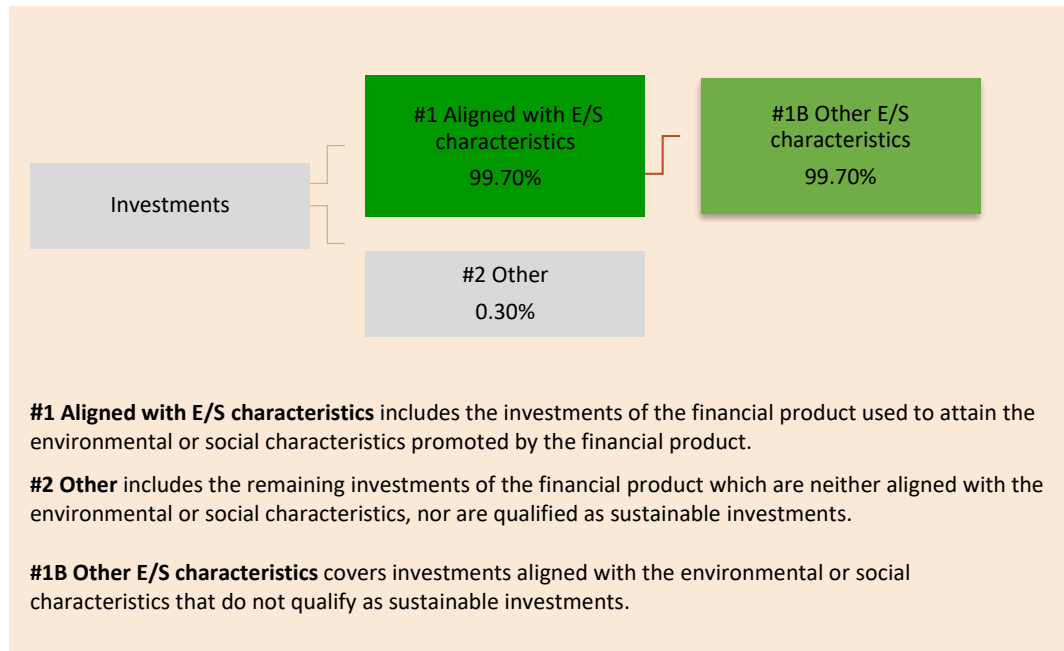 #1 Aligned with E/S
characteristics
99.70%
#1B Other E/S
characteristics
99.70%
Investments
#2 Other
0.30%
#1 Aligned with E/S characteristics includes the investments of the financial product used to attain the
environmental or social characteristics promoted by the financial product.
#2 Other includes the remaining investments of the financial product which are neither aligned with the
environmental or social characteristics, nor are qualified as sustainable investments.
#1B Other E/S characteristics covers investments aligned with the environmental or social
characteristics that do not qualify as sustainable investments.